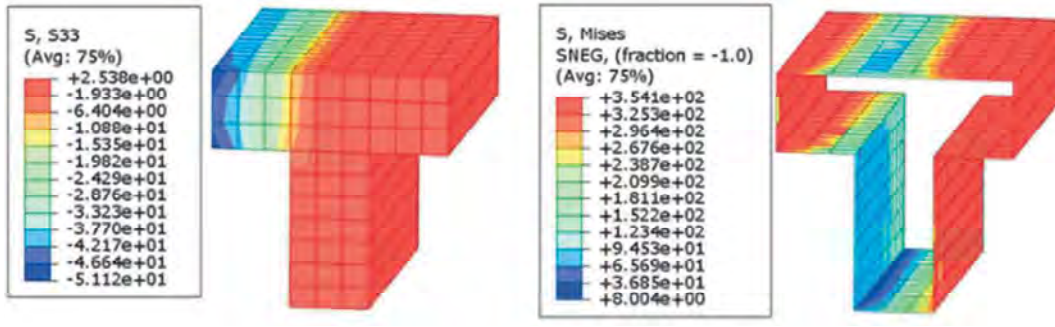 S, S33
(Avg: 75%)
+2.538e+00
-1.933e+00
-6.404e+00
-1.088e+01
-1.535e+01
-1.982e+01
-2.429e+01
-2.876e+01
-3.323e+01
-3.770e+01
-4.217e+01
-4.664e+01
-5.112e+01
S, Mises
SNEG, (fraction = -1.0)
(Avg: 75%)
+3.541e+02
+3.253e+02
+2.964e+02
+2.676e+02
+2.387e+02
+2.099e+02
+1.811e+02
+1.522e+02
+1.234e+02
+9.453e+01
+6.569e+01
+3.685e+01
+8.004e+00